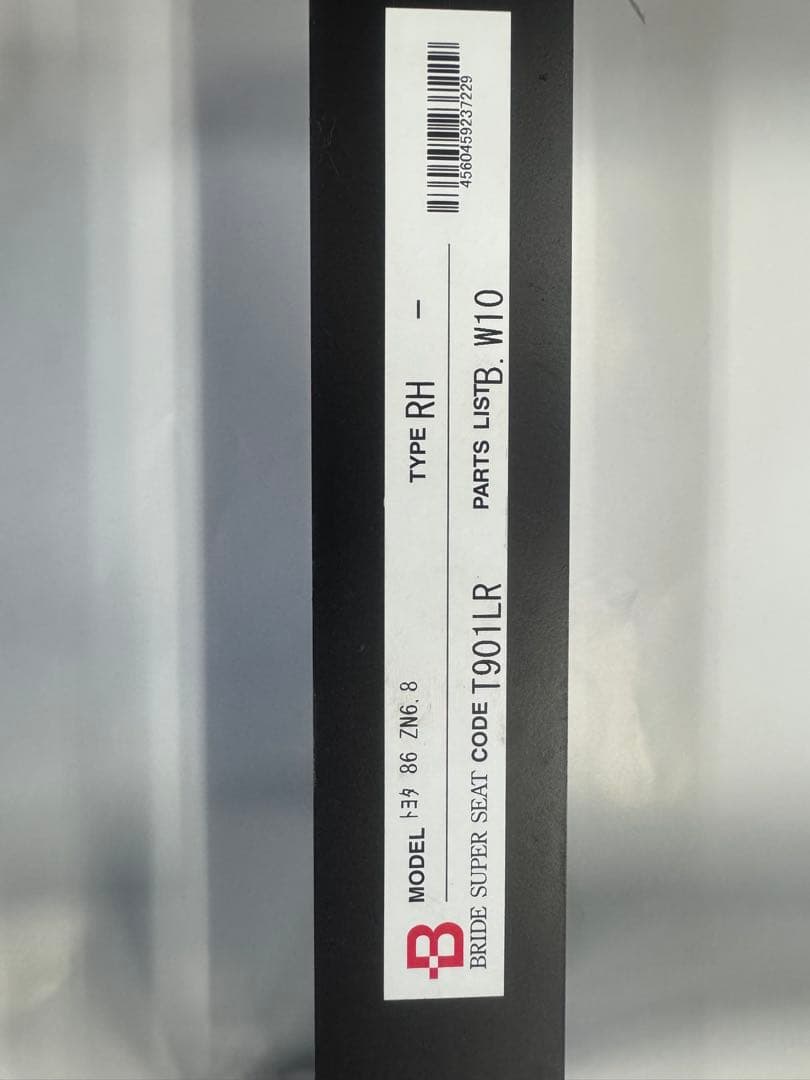 MODEL ﾄﾖﾀ 86 ZN6.8 TYPE RH －
4560459237229
B
BRIDE SUPER SEAT CODE T901LR PARTS LIST B. W10